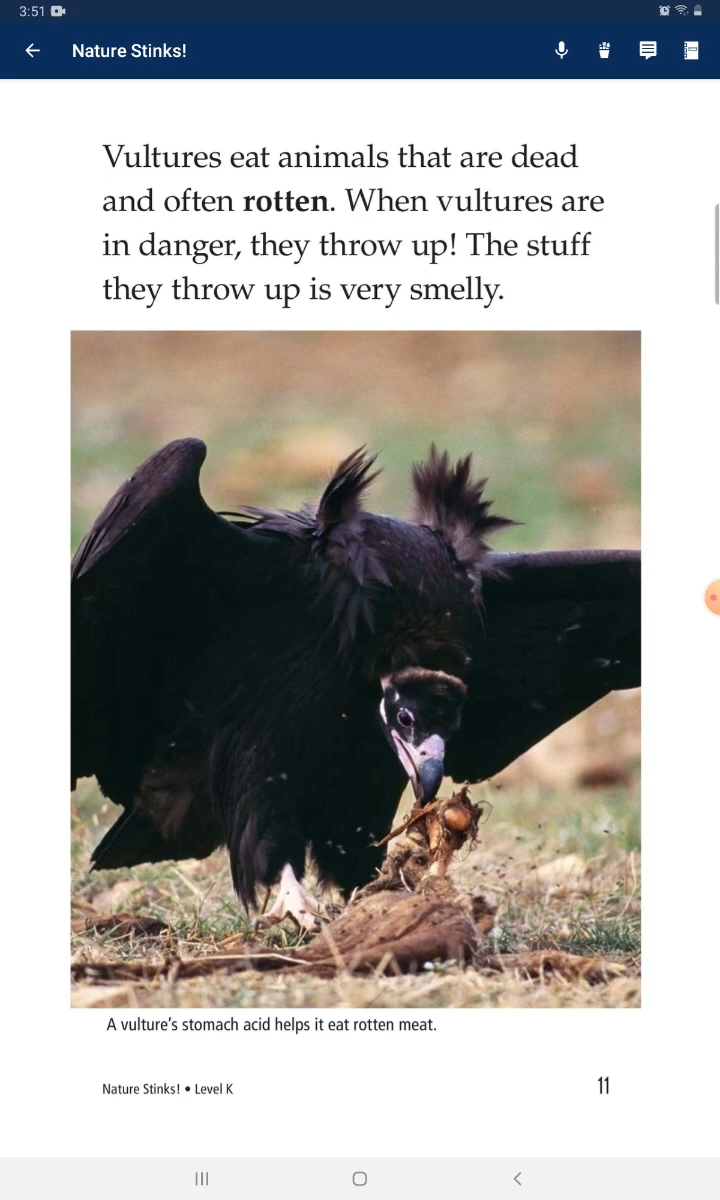 3:51
Nature Stinks!
Vultures eat animals that are dead
and often rotten. When vultures are
in danger, they throw up! The stuff
they throw up is very smelly.
A vulture's stomach acid helps it eat rotten meat.
Nature Stinks! • Level K
11